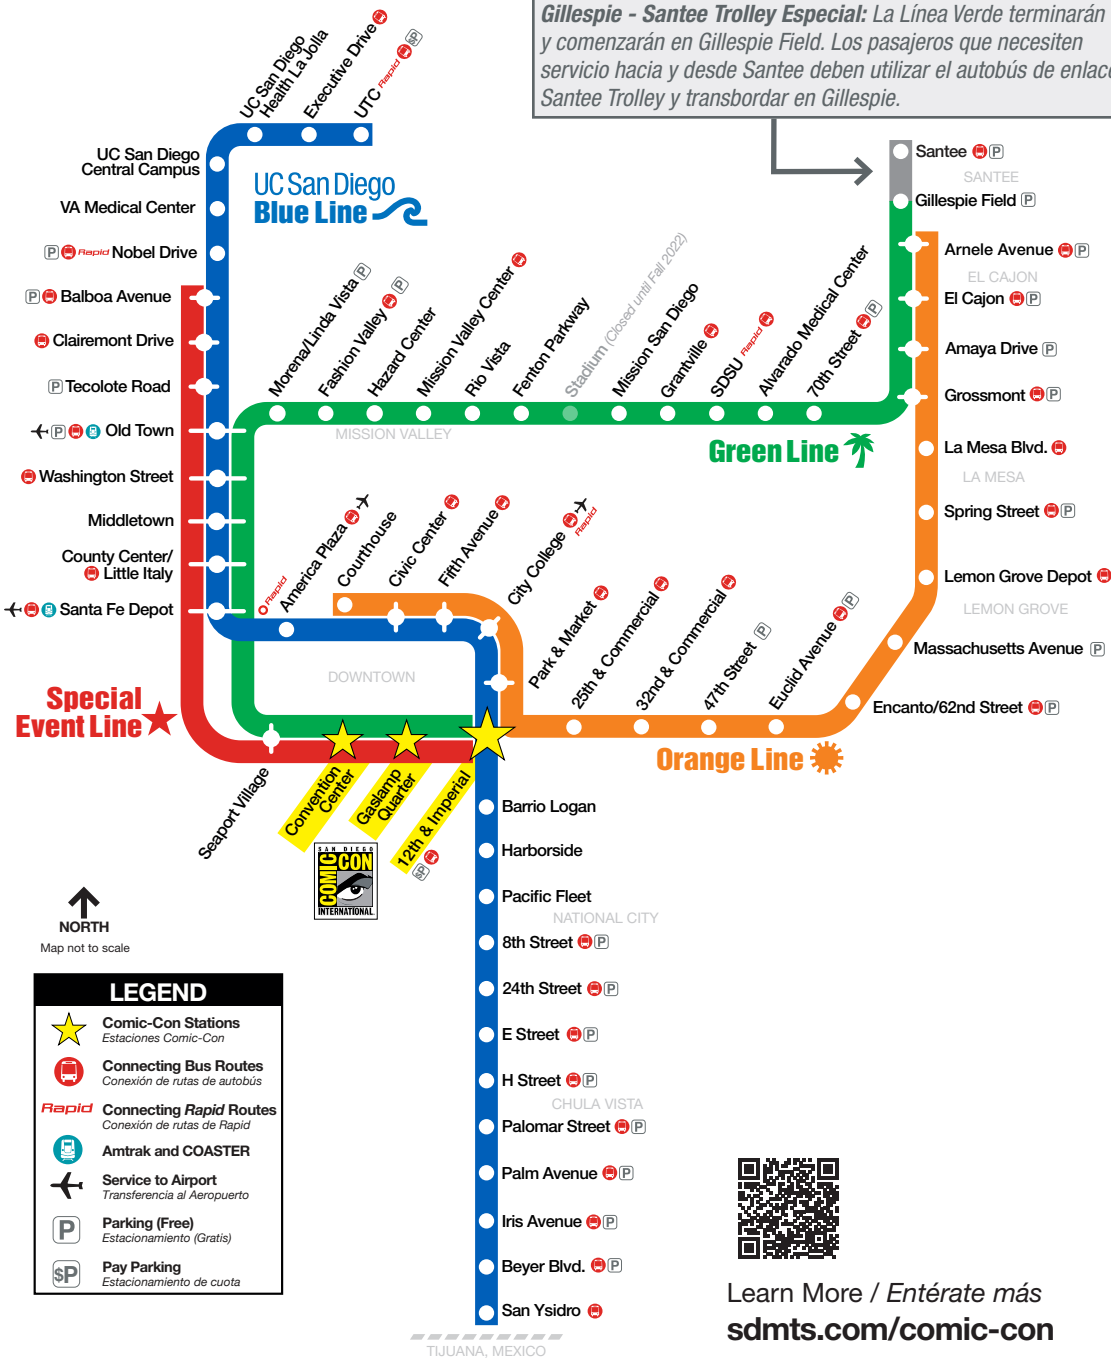 Gillespie - Santee Trolley Especial: La Línea Verde terminarán
y comenzarán en Gillespie Field. Los pasajeros que necesiten
servicio hacia y desde Santee deben utilizar el autobús de enlace
Santee Trolley y transbordar en Gillespie.
UC San Diego
Health La Jolla
Executive Drive
UTC Rapid $P
UC San Diego
Central Campus
VA Medical Center
P Rapid Nobel Drive
P Balboa Avenue
Clairemont Drive
P Tecolote Road
P Old Town
Washington Street
Middletown
County Center/
Little Italy
Santa Fe Depot
UC San Diego
Blue Line
Morena/Linda Vista P
Fashion Valley P
Hazard Center
Mission Valley Center
Rio Vista
Fenton Parkway
Stadium (Closed until Fall 2022)
Mission San Diego
Grantville
SDSU Rapid
Alvarado Medical Center
70th Street P
MISSION VALLEY
Green Line
Santee P
SANTEE
Gillespie Field P
Arnele Avenue P
EL CAJON
El Cajon P
Amaya Drive P
Grossmont P
La Mesa Blvd.
LA MESA
Spring Street P
Lemon Grove Depot
LEMON GROVE
Massachusetts Avenue P
Encanto/62nd Street P
Rapid
America Plaza
Courthouse
Civic Center
Fifth Avenue
City College Rapid
Park & Market
25th & Commercial
32nd & Commercial
47th Street P
Euclid Avenue P
DOWNTOWN
Orange Line
Special
Event Line
Seaport Village
Convention
Center
Gaslamp
Quarter
12th & Imperial
$P
SAN DIEGO
COMIC
CON
INTERNATIONAL
Barrio Logan
Harborside
Pacific Fleet
NATIONAL CITY
8th Street P
24th Street P
E Street P
H Street P
CHULA VISTA
Palomar Street P
Palm Avenue P
Iris Avenue P
Beyer Blvd. P
San Ysidro
TIJUANA, MEXICO
NORTH
Map not to scale
LEGEND
Comic-Con Stations
Estaciones Comic-Con
Connecting Bus Routes
Conexión de rutas de autobús
Rapid Connecting Rapid Routes
Conexión de rutas de Rapid
Amtrak and COASTER
Service to Airport
Transferencia al Aeropuerto
P Parking (Free)
Estacionamiento (Gratis)
$P Pay Parking
Estacionamiento de cuota
Learn More / Entérate más
sdmts.com/comic-con